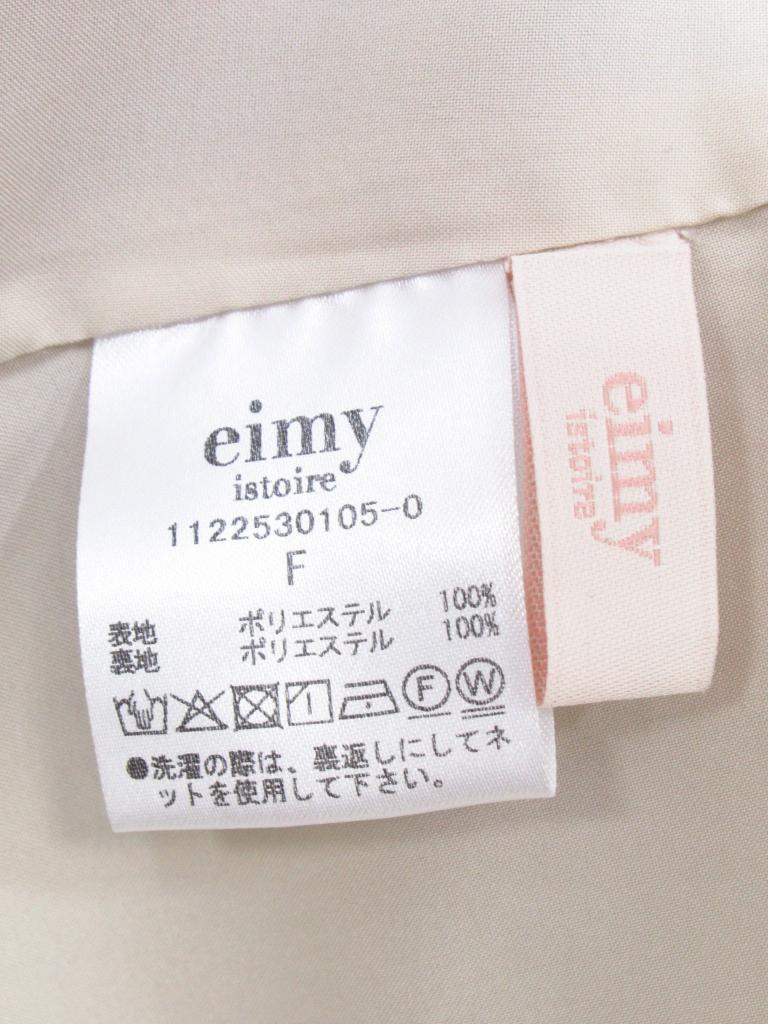 eimy
istoire
1122530105-0
F
表地 ポリエステル 100%
裏地 ポリエステル 100%
F W
●洗濯の際は、裏返しにしてネ
ットを使用して下さい。
eimy
istoire